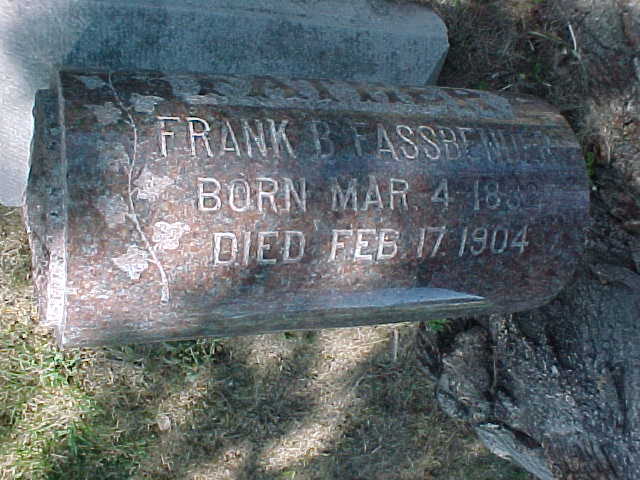 FRANK B FASSBENDER
BORN MAR. 4
DIED FEB 17. 1904